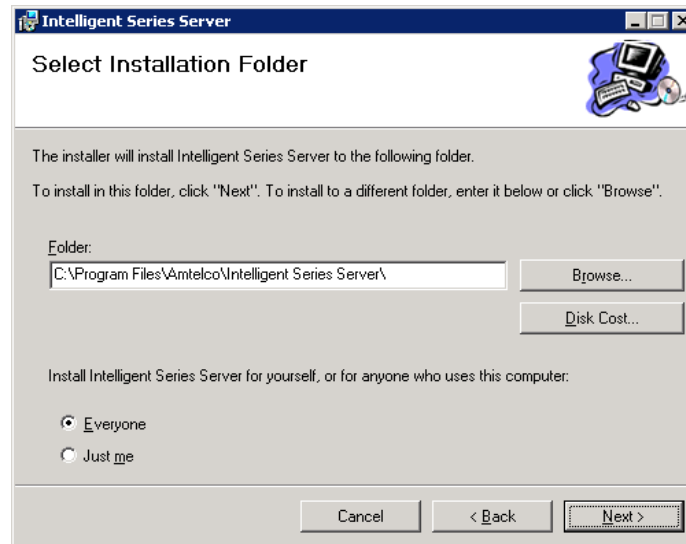 Intelligent Series Server
Select Installation Folder
The installer will install Intelligent Series Server to the following folder.
To install in this folder, click "Next". To install to a different folder, enter it below or click "Browse".
Folder:
C:\Program Files\Amtelco\Intelligent Series Server\
Browse...
Disk Cost...
Install Intelligent Series Server for yourself, or for anyone who uses this computer:
Everyone
Just me
Cancel
< Back
Next >